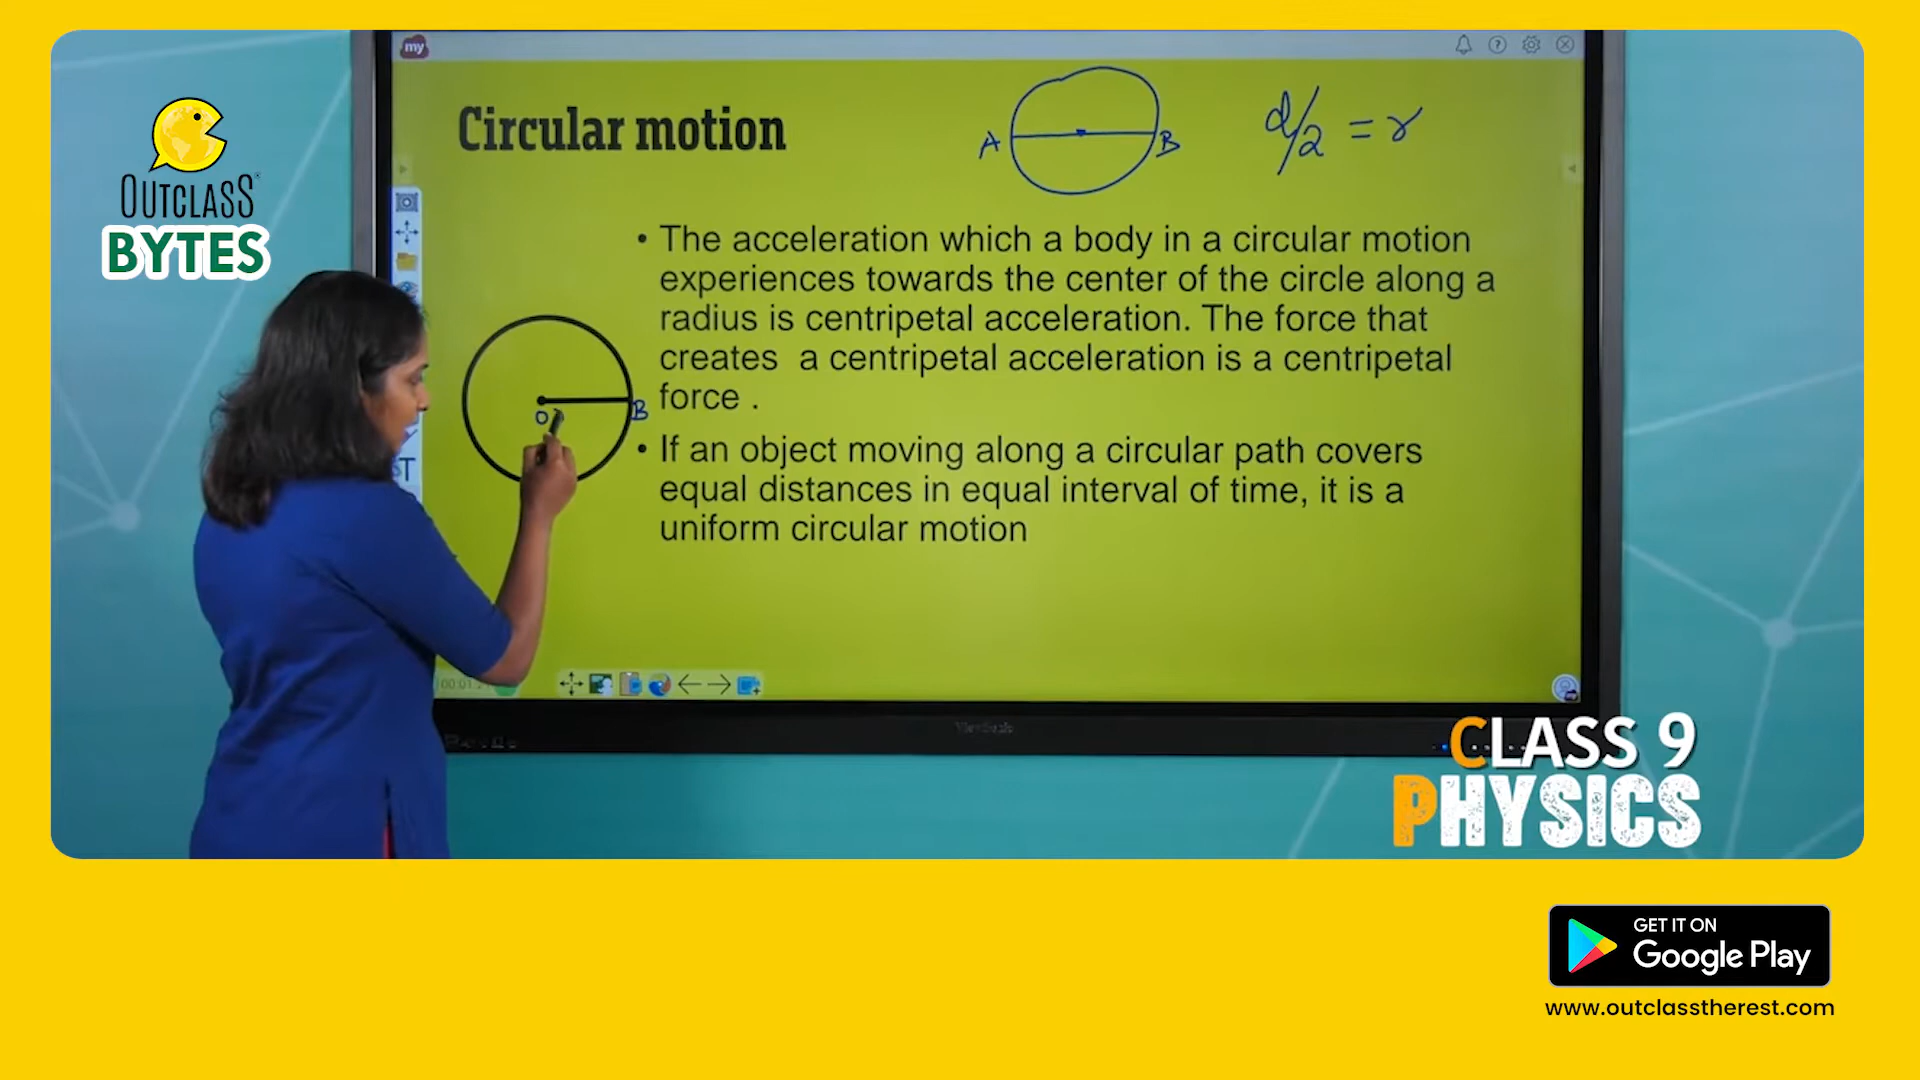 my
OUTCLASS
BYTES
Circular motion
A
B
d/2 = r
• The acceleration which a body in a circular motion
experiences towards the center of the circle along a
radius is centripetal acceleration. The force that
creates a centripetal acceleration is a centripetal
force .
O
B
• If an object moving along a circular path covers
equal distances in equal interval of time, it is a
uniform circular motion
ViewSonic
CLASS 9
PHYSICS
GET IT ON
Google Play
www.outclasstherest.com